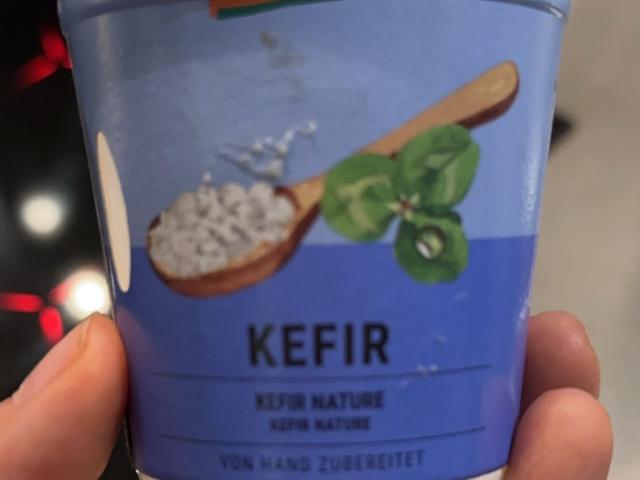 KEFIR
KEFIR NATURE
KEFIR NATURE
VON HAND ZUBEREITET